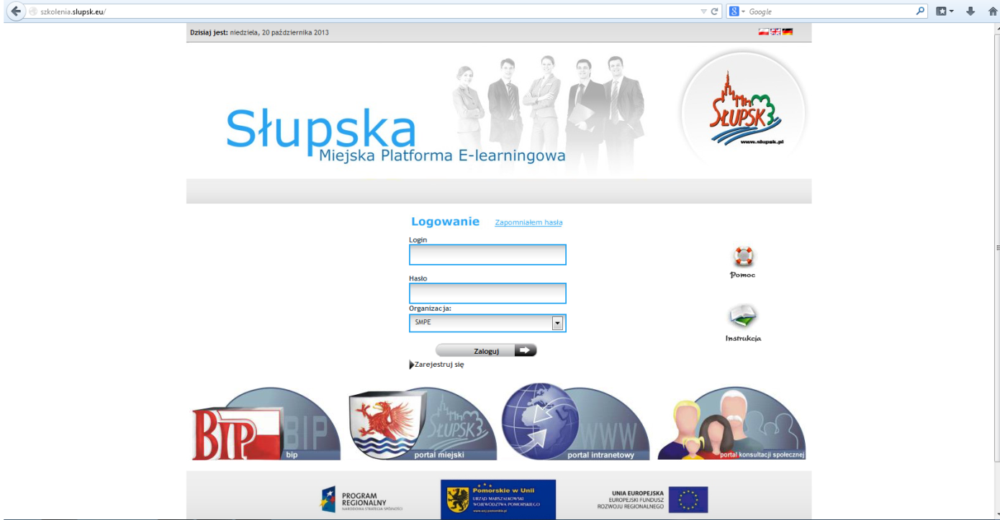 szkolenia.slupsk.eu/
Google
Dzisiaj jest: niedziela, 20 października 2013
Słupska
Miejska Platforma E-learningowa
SŁUPSK
www.slupsk.pl
Logowanie
Zapomniałem hasła
Login
Hasło
Organizacja:
SMPE
Zaloguj
Zarejestruj się
Pomoc
Instrukcja
BIP
BIP
bip
SŁUPSK
portal miejski
WWW
portal intranetowy
portal konsultacji społecznej
PROGRAM
REGIONALNY
NARODOWA STRATEGIA SPÓJNOŚCI
Pomorskie w Unii
URZĄD MARSZAŁKOWSKI
WOJEWÓDZTWA POMORSKIEGO
UNIA EUROPEJSKA
EUROPEJSKI FUNDUSZ
ROZWOJU REGIONALNEGO